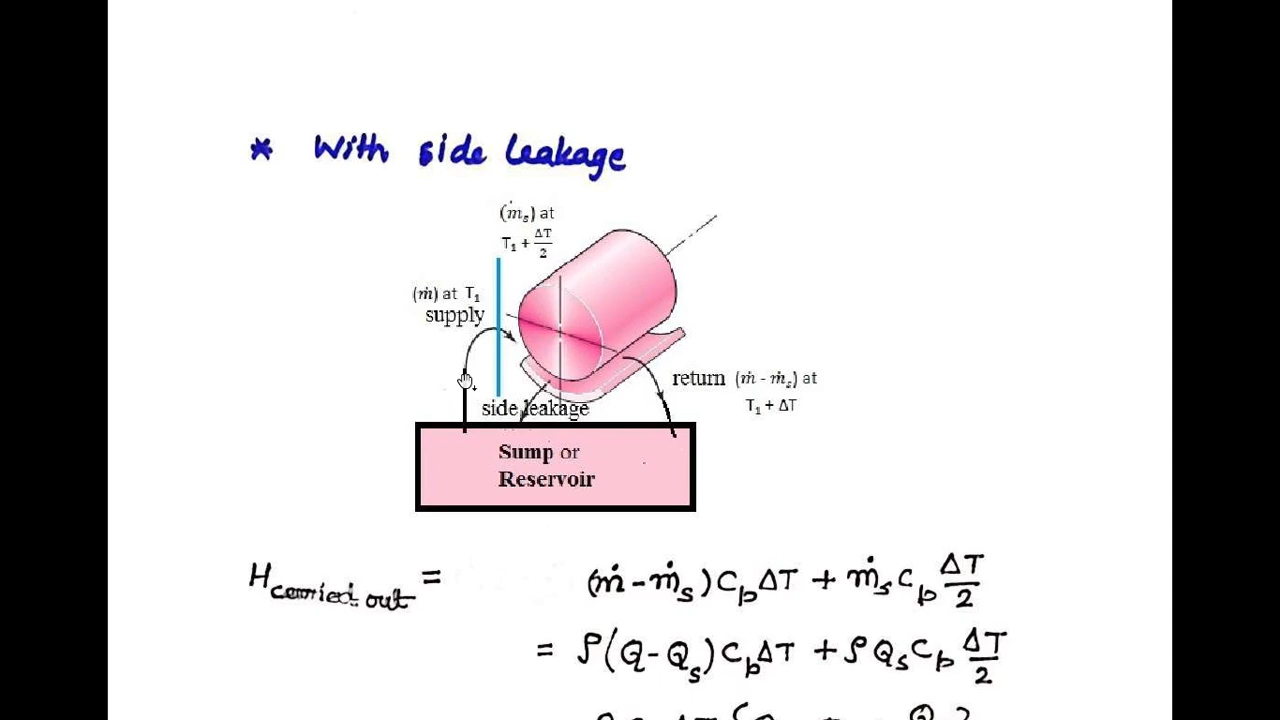 * With side leakage
(ṁₛ) at
T₁ + ΔT/2
(ṁ) at T₁
supply
return (ṁ - ṁₛ) at
T₁ + ΔT
side leakage
Sump or
Reservoir
H carried out = (ṁ - ṁₛ) Cₚ ΔT + ṁₛ Cₚ ΔT/2
= ρ(Q - Qₛ) Cₚ ΔT + ρ Qₛ Cₚ ΔT/2